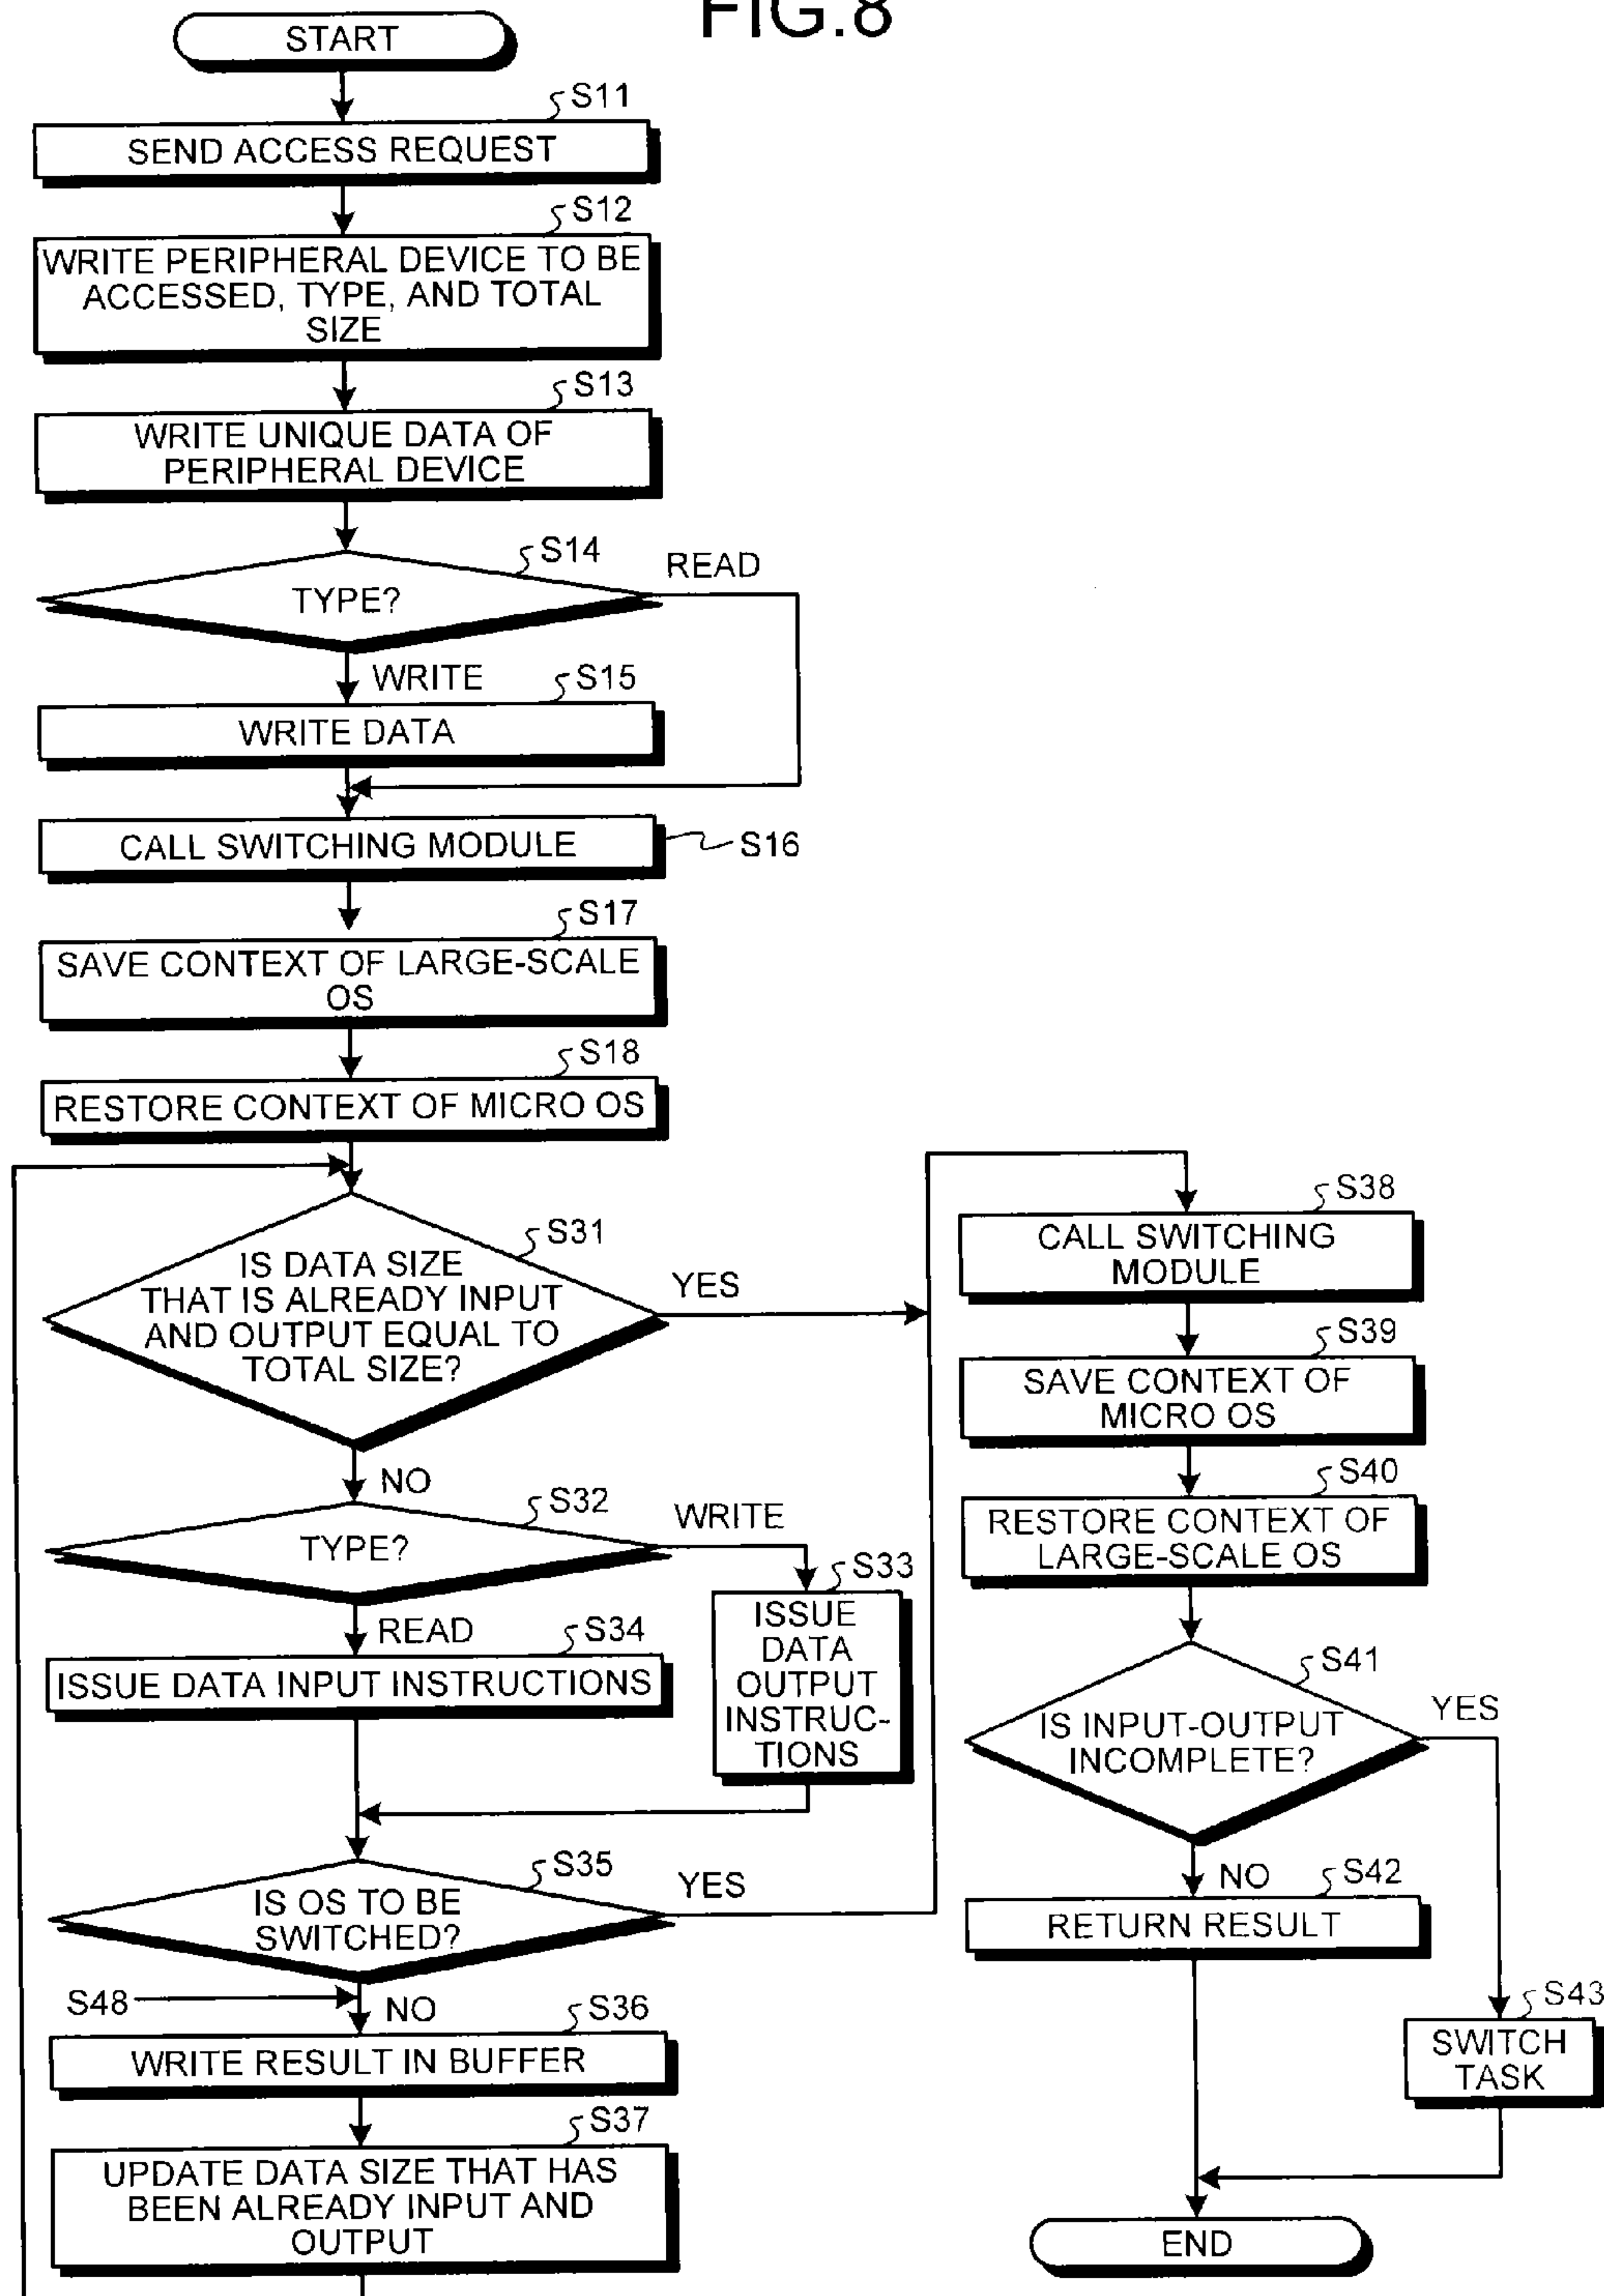 FIG.8
START
S11
SEND ACCESS REQUEST
S12
WRITE PERIPHERAL DEVICE TO BE
ACCESSED, TYPE, AND TOTAL
SIZE
S13
WRITE UNIQUE DATA OF
PERIPHERAL DEVICE
S14
READ
TYPE?
WRITE
S15
WRITE DATA
CALL SWITCHING MODULE
S16
S17
SAVE CONTEXT OF LARGE-SCALE
OS
S18
RESTORE CONTEXT OF MICRO OS
S31
IS DATA SIZE
THAT IS ALREADY INPUT
AND OUTPUT EQUAL TO
TOTAL SIZE?
YES
NO
S32
WRITE
TYPE?
S33
ISSUE
DATA
OUTPUT
INSTRUC-
TIONS
READ
S34
ISSUE DATA INPUT INSTRUCTIONS
S35
YES
IS OS TO BE
SWITCHED?
S48
NO
S36
WRITE RESULT IN BUFFER
S37
UPDATE DATA SIZE THAT HAS
BEEN ALREADY INPUT AND
OUTPUT
S38
CALL SWITCHING
MODULE
S39
SAVE CONTEXT OF
MICRO OS
S40
RESTORE CONTEXT OF
LARGE-SCALE OS
S41
YES
IS INPUT-OUTPUT
INCOMPLETE?
NO
S42
RETURN RESULT
S43
SWITCH
TASK
END